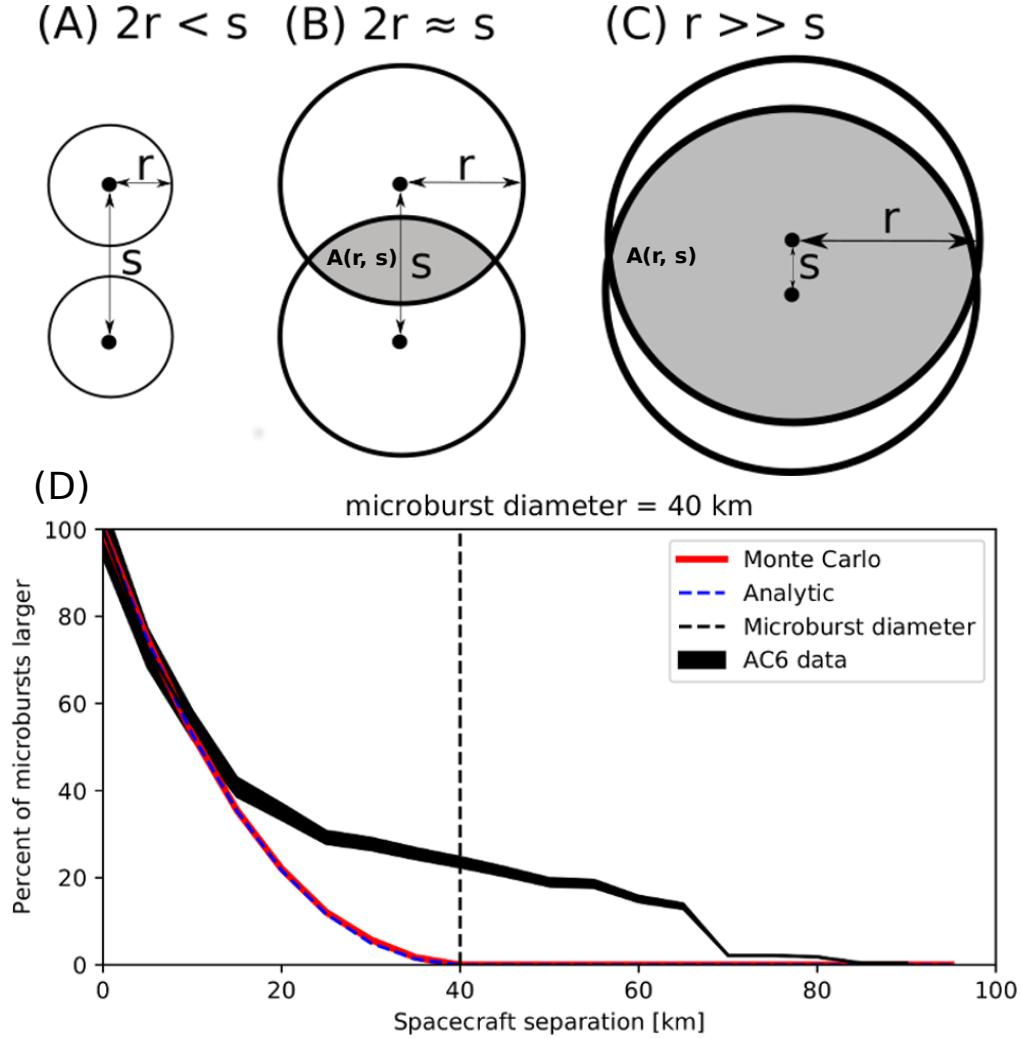 (A) 2r < s (B) 2r ≈ s (C) r >> s
r
s
r
A(r, s)
s
r
A(r, s)
s
(D)
microburst diameter = 40 km
Percent of microbursts larger
100
80
60
40
20
0
Monte Carlo
Analytic
Microburst diameter
AC6 data
0 20 40 60 80 100
Spacecraft separation [km]